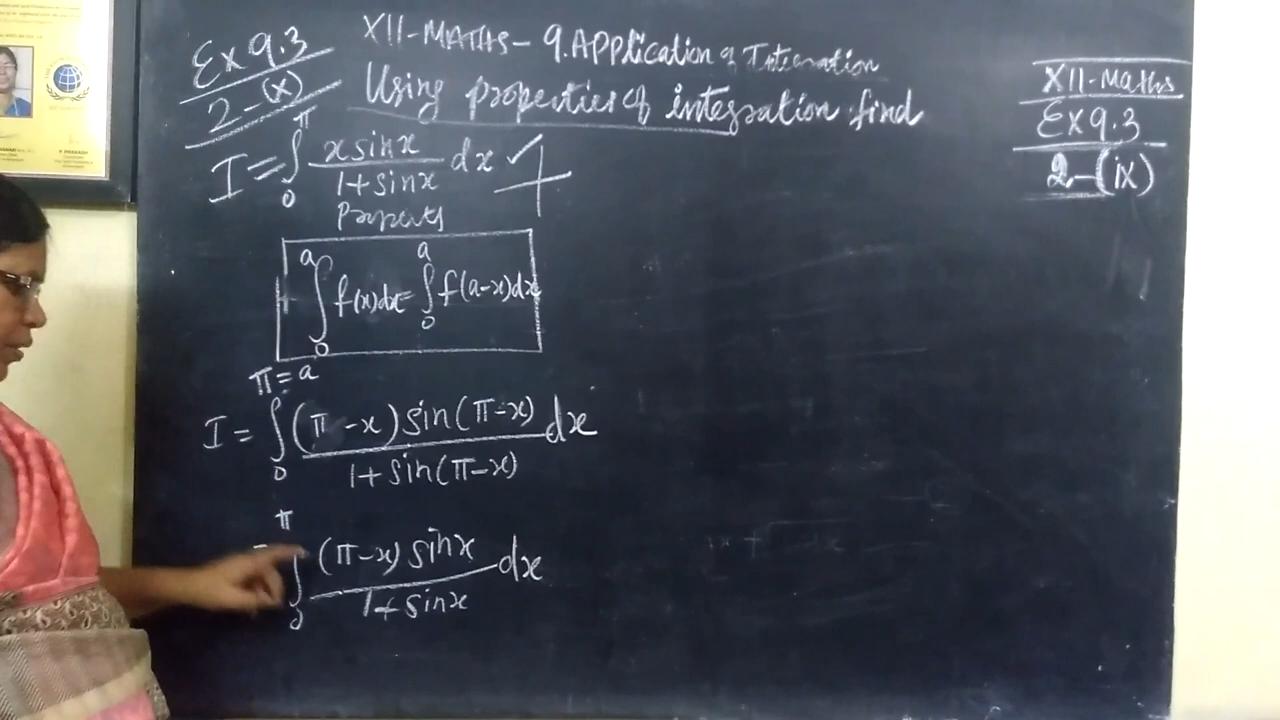 Ex 9.3
2-(x)
XII-MATHS- 9.APPlication of Integration
Using properties of integration find
I = ∫₀^π x sinx / 1+sinx dx ✓
∫₀^a f(x)dx = ∫₀^a f(a-x)dx
π = a
I = ∫₀ (π-x) sin(π-x) / 1+sin(π-x) dx
∫₀^π (π-x) sinx / 1+sinx dx
XII-Maths
Ex 9.3
2-(ix)